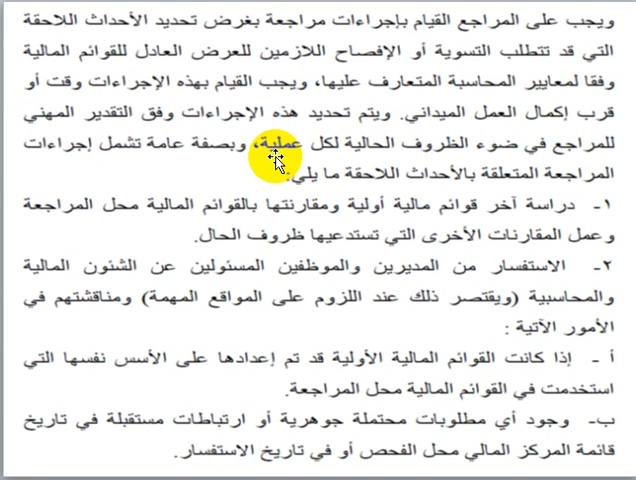 ويجب على المراجع القيام بإجراءات مراجعة بغرض تحديد الأحداث اللاحقة
التي قد تتطلب التسوية أو الإفصاح اللازمين للعرض العادل للقوائم المالية
وفقا لمعايير المحاسبة المتعارف عليها، ويجب القيام بهذه الإجراءات وقت أو
قرب إكمال العمل الميداني. ويتم تحديد هذه الإجراءات وفق التقدير المهني
للمراجع في ضوء الظروف الحالية لكل عملية، وبصفة عامة تشمل إجراءات
المراجعة المتعلقة بالأحداث اللاحقة ما يلي:
١- دراسة آخر قوائم مالية أولية ومقارنتها بالقوائم المالية محل المراجعة
وعمل المقارنات الأخرى التي تستدعيها ظروف الحال.
٢- الاستفسار من المديرين والموظفين المسئولين عن الشئون المالية
والمحاسبية (ويقتصر ذلك عند اللزوم على المواقع المهمة) ومناقشتهم في
الأمور الآتية :
أ - إذا كانت القوائم المالية الأولية قد تم إعدادها على الأسس نفسها التي
استخدمت في القوائم المالية محل المراجعة.
ب- وجود أي مطلوبات محتملة جوهرية أو ارتباطات مستقبلة في تاريخ
قائمة المركز المالي محل الفحص أو في تاريخ الاستفسار.